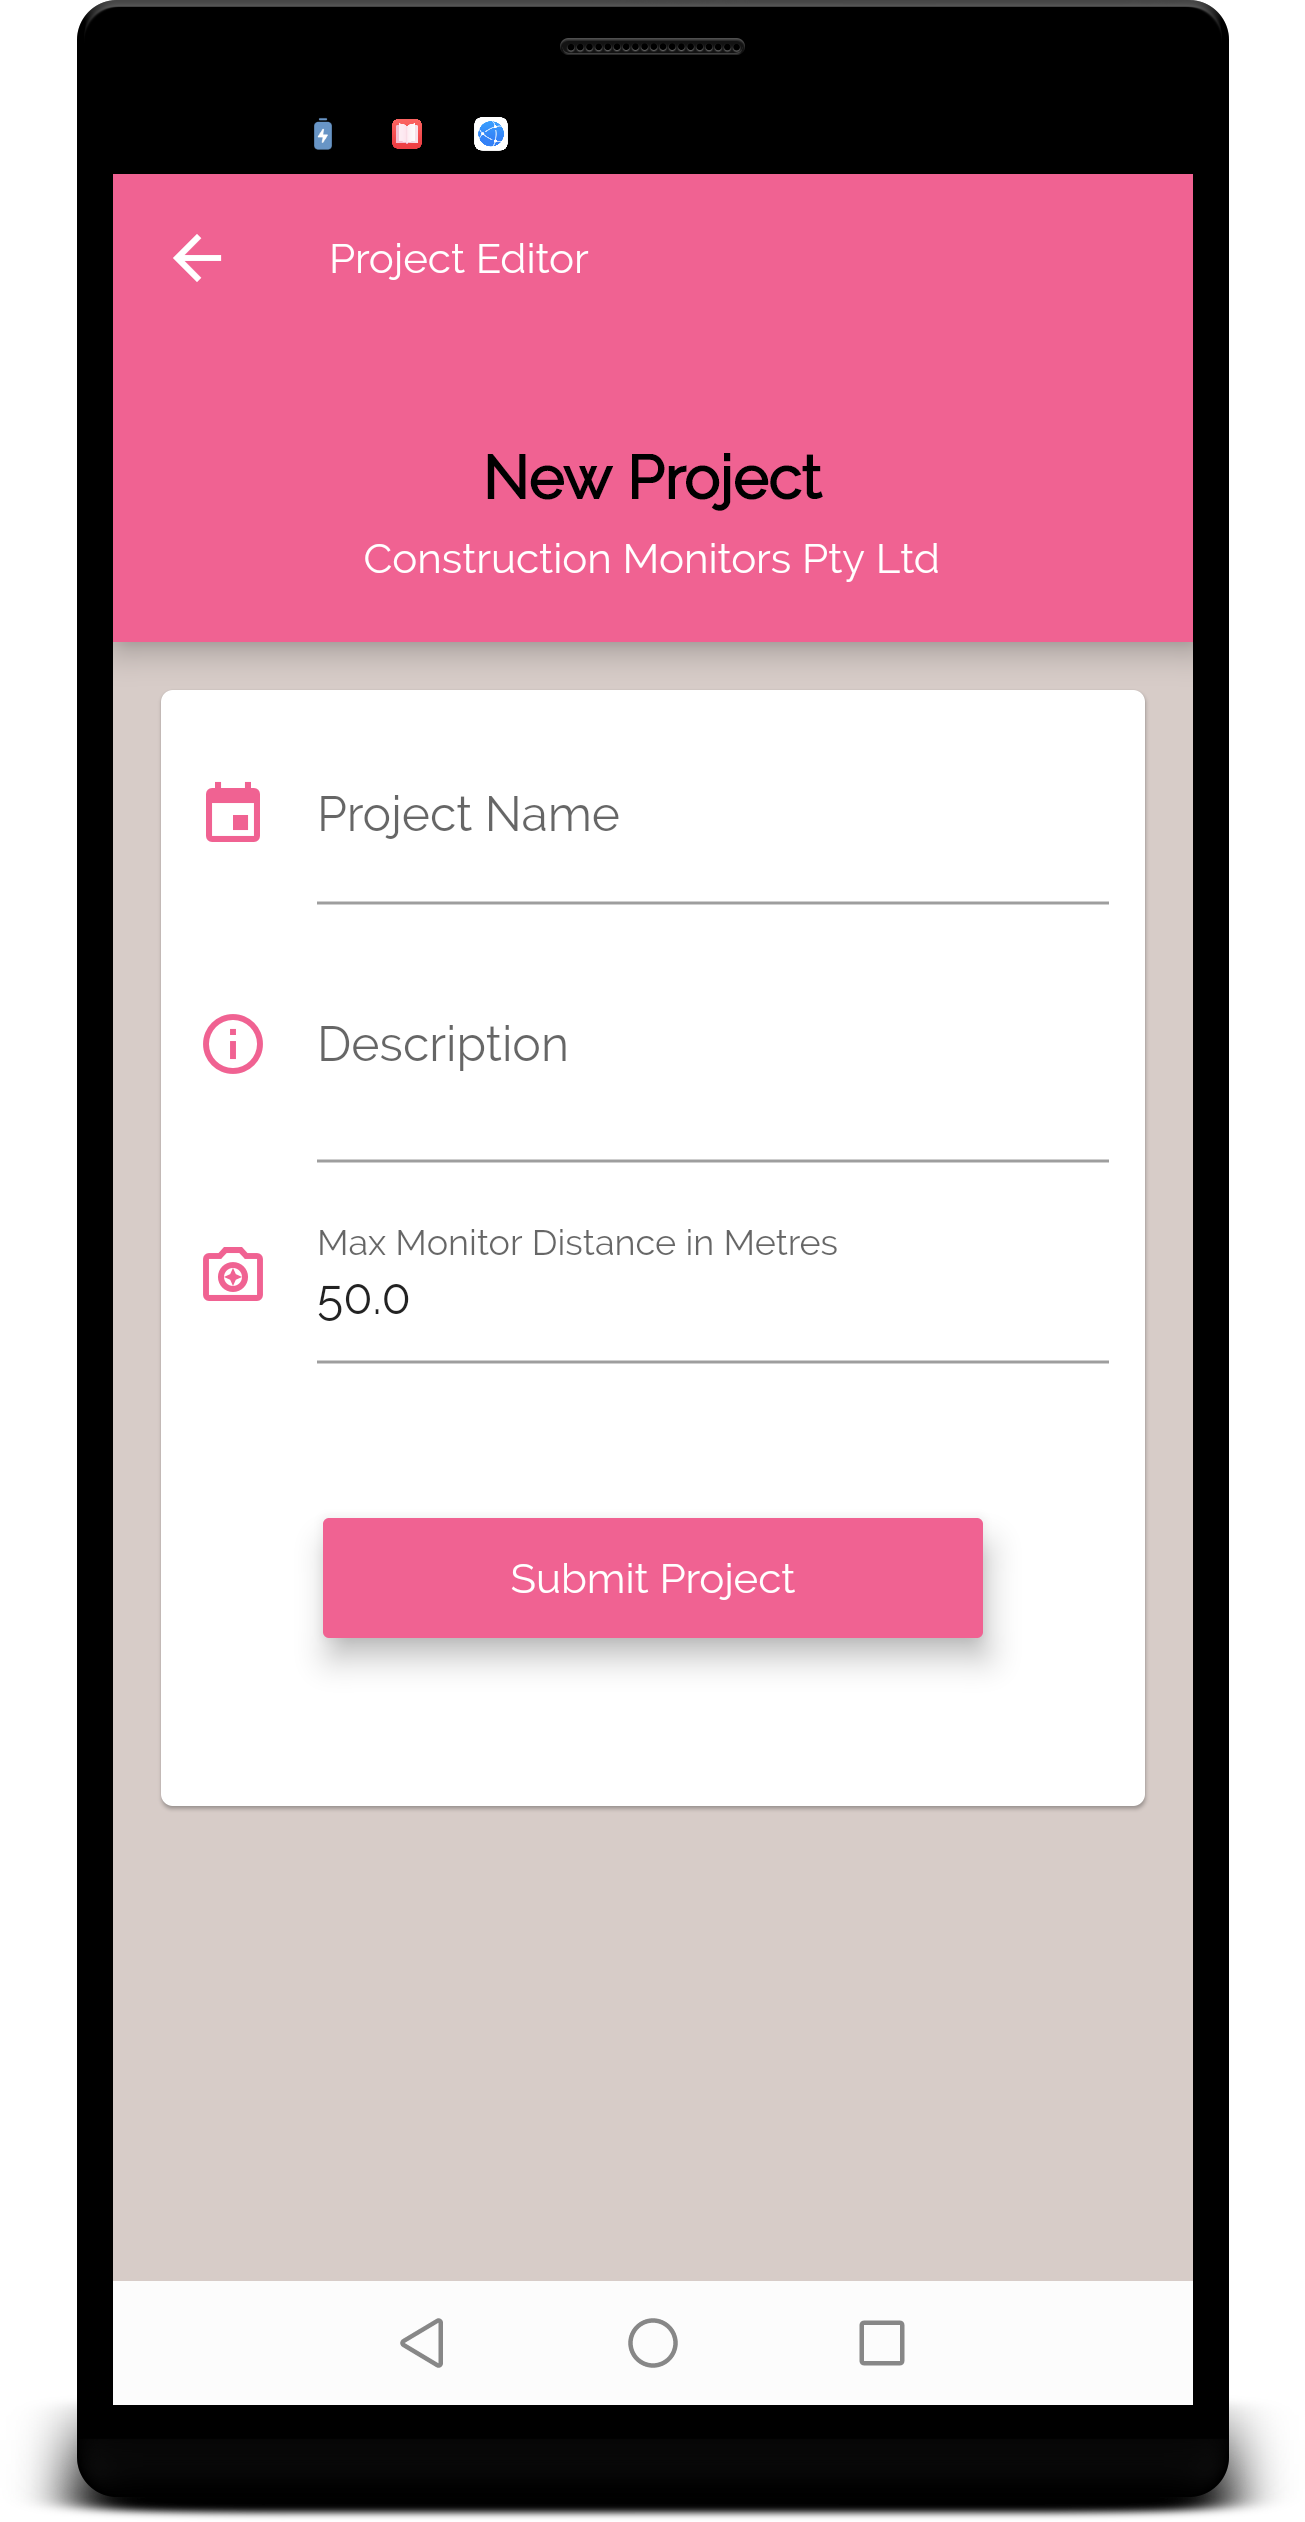 Project Editor
New Project
Construction Monitors Pty Ltd
Project Name
Description
Max Monitor Distance in Metres
50.0
Submit Project